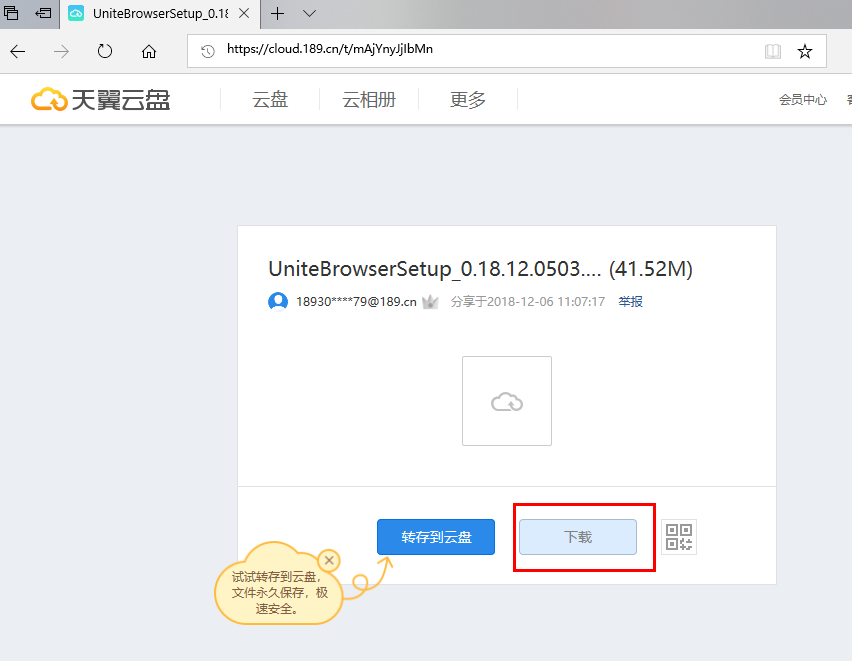 UniteBrowserSetup_0.18
https://cloud.189.cn/t/mAjYnyJjIbMn
天翼云盘
云盘
云相册
更多
会员中心
UniteBrowserSetup_0.18.12.0503.... (41.52M)
18930****79@189.cn 分享于2018-12-06 11:07:17 举报
转存到云盘
下载
试试转存到云盘，
文件永久保存，极
速安全。